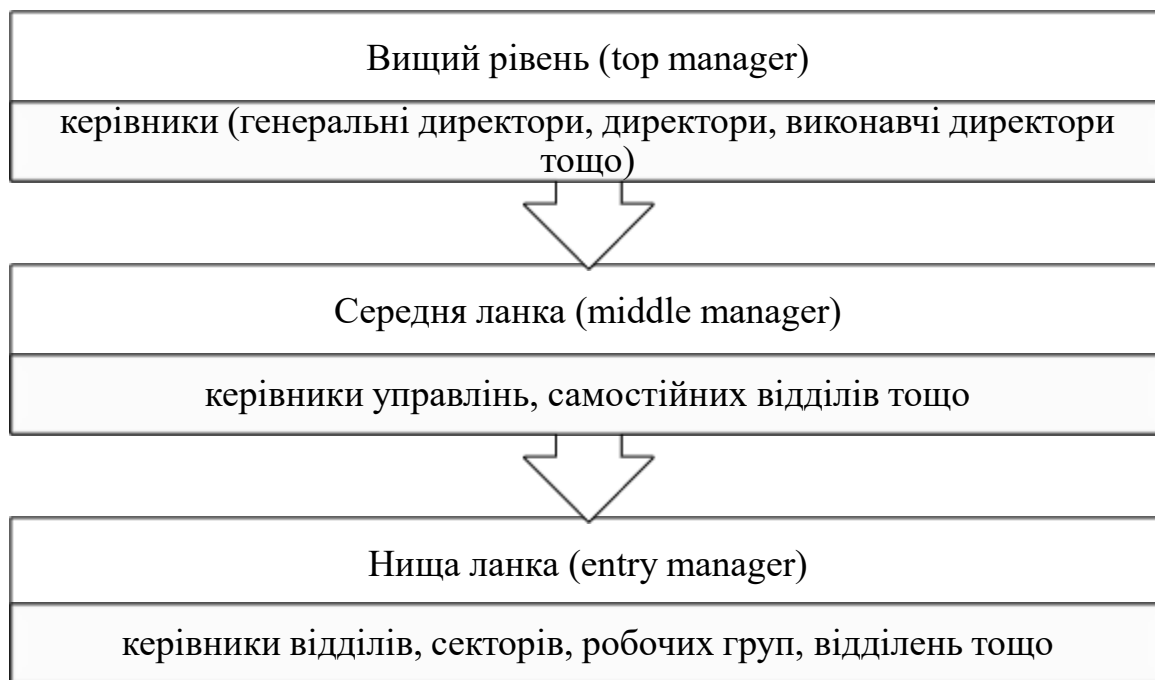 Вищий рівень (top manager)
керівники (генеральні директори, директори, виконавчі директори
тощо)
Середня ланка (middle manager)
керівники управлінь, самостійних відділів тощо
Нища ланка (entry manager)
керівники відділів, секторів, робочих груп, відділень тощо